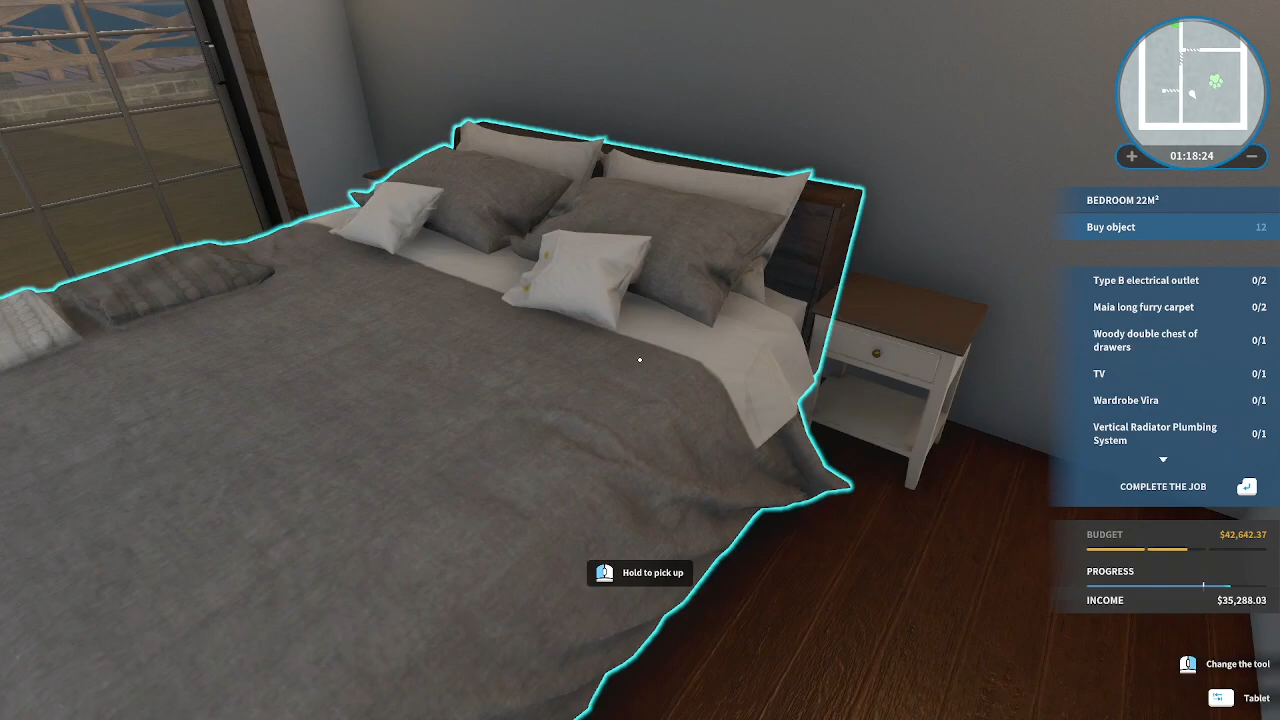 01:18:24
BEDROOM 22M²
Buy object 12
Type B electrical outlet 0/2
Maia long furry carpet 0/2
Woody double chest of
drawers 0/1
TV 0/1
Wardrobe Vira 0/1
Vertical Radiator Plumbing
System 0/1
COMPLETE THE JOB
BUDGET $42,642.37
PROGRESS
INCOME $35,288.03
Hold to pick up
Change the tool
Tablet